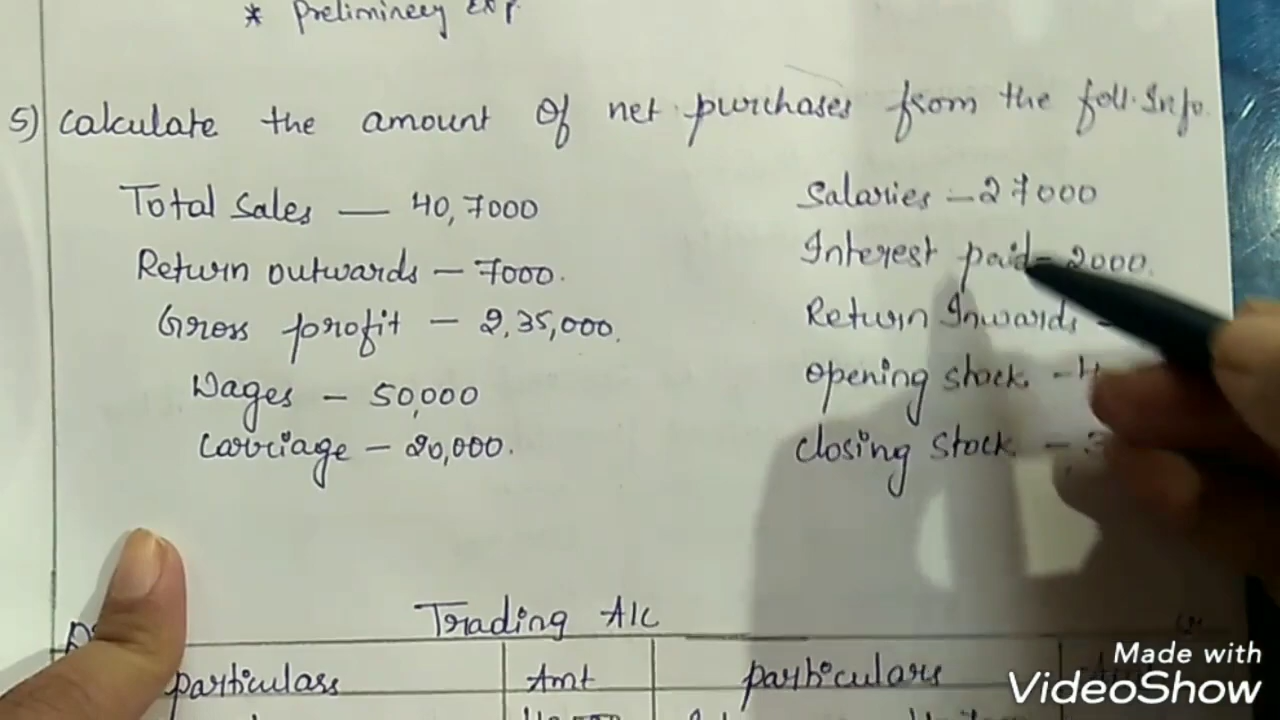 * Preliminery Exp.
5) Calculate the amount of net purchases from the foll. Info.
Total Sales — 40,7000
Return outwards — 7000.
Gross profit — 2,35,000.
Wages — 50,000
Carriage — 20,000.
Salaries — 27000
Interest paid — 2000.
Return Inwards —
Opening stock —
Closing Stock —
Trading A/c
particulars Amt particulars
Made with
VideoShow